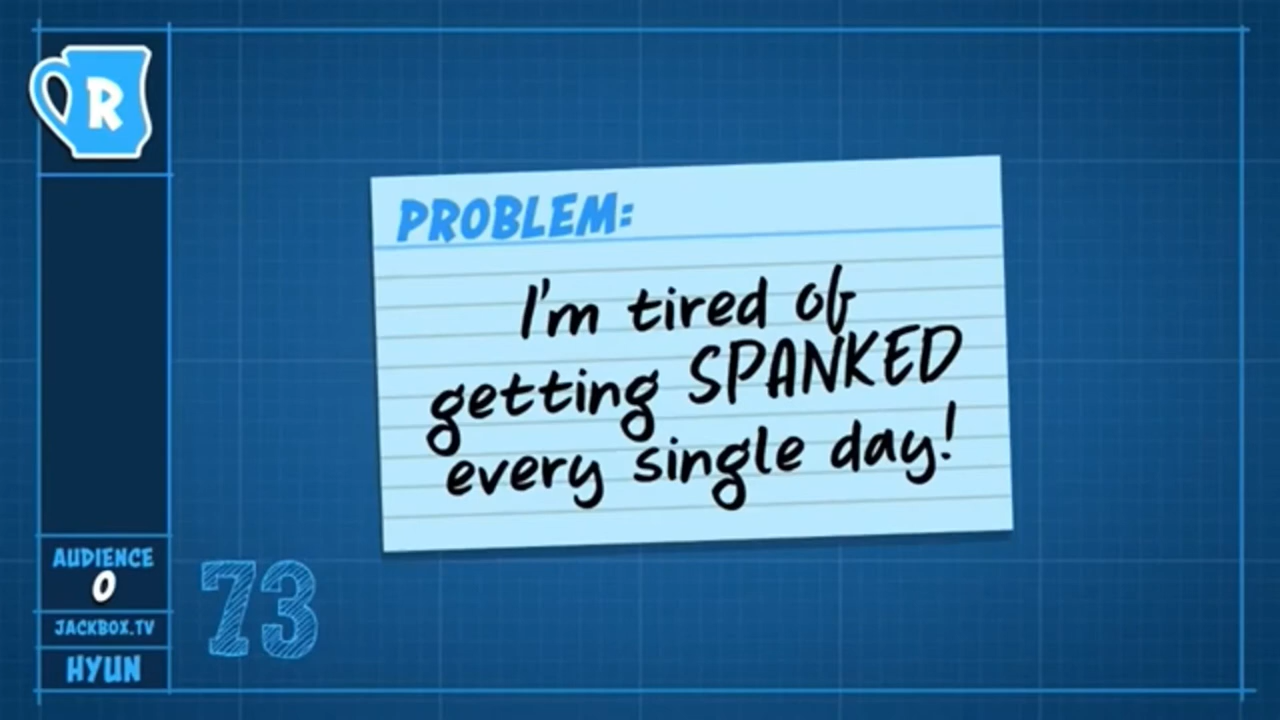 R
PROBLEM:
I'm tired of
getting SPANKED
every single day!
AUDIENCE
0
JACKBOX.TV
HYUN
73